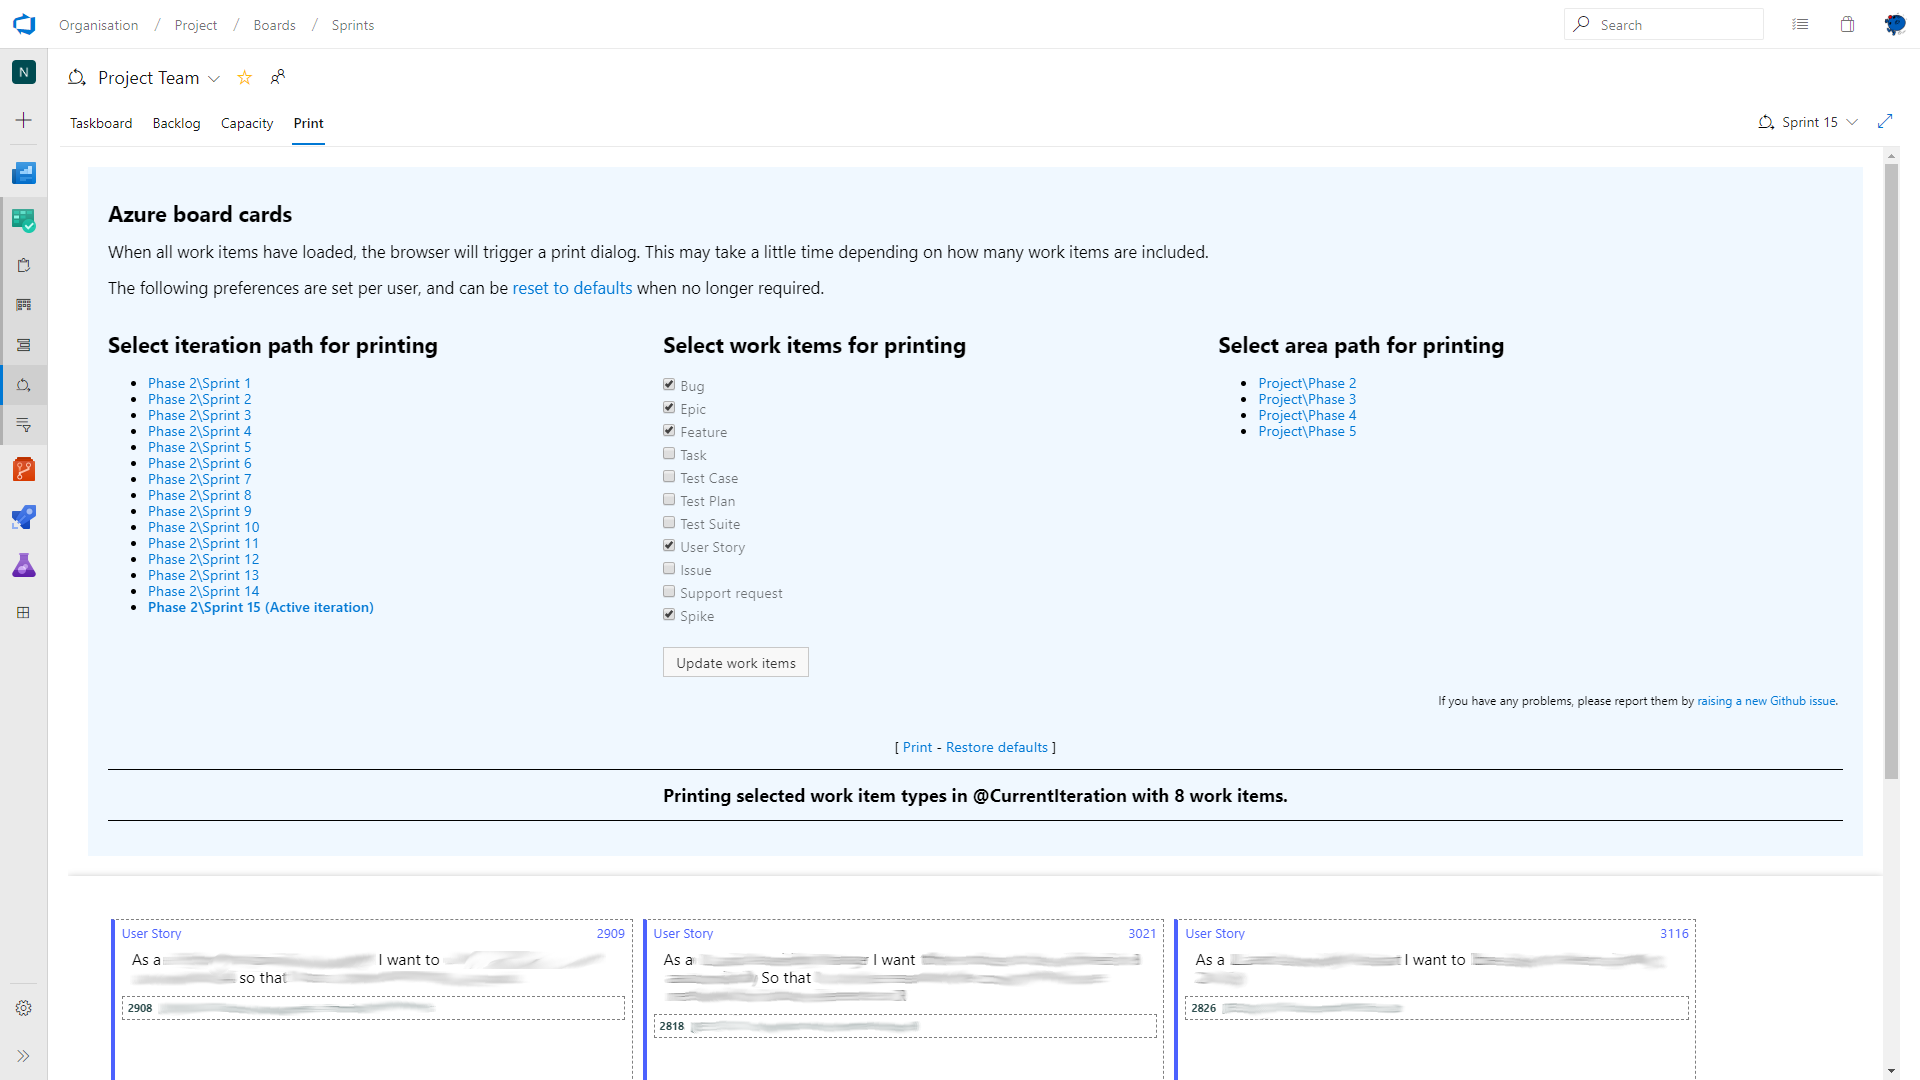 Organisation / Project / Boards / Sprints
Search
N
Project Team
Taskboard Backlog Capacity Print
Sprint 15
Azure board cards
When all work items have loaded, the browser will trigger a print dialog. This may take a little time depending on how many work items are included.
The following preferences are set per user, and can be reset to defaults when no longer required.
Select iteration path for printing
Phase 2\Sprint 1
Phase 2\Sprint 2
Phase 2\Sprint 3
Phase 2\Sprint 4
Phase 2\Sprint 5
Phase 2\Sprint 6
Phase 2\Sprint 7
Phase 2\Sprint 8
Phase 2\Sprint 9
Phase 2\Sprint 10
Phase 2\Sprint 11
Phase 2\Sprint 12
Phase 2\Sprint 13
Phase 2\Sprint 14
Phase 2\Sprint 15 (Active iteration)
Select work items for printing
Bug
Epic
Feature
Task
Test Case
Test Plan
Test Suite
User Story
Issue
Support request
Spike
Update work items
Select area path for printing
Project\Phase 2
Project\Phase 3
Project\Phase 4
Project\Phase 5
If you have any problems, please report them by raising a new Github issue.
[ Print - Restore defaults ]
Printing selected work item types in @CurrentIteration with 8 work items.
User Story 2909
As a I want to
so that
2908
User Story 3021
As a I want
So that
2818
User Story 3116
As a I want to
2826